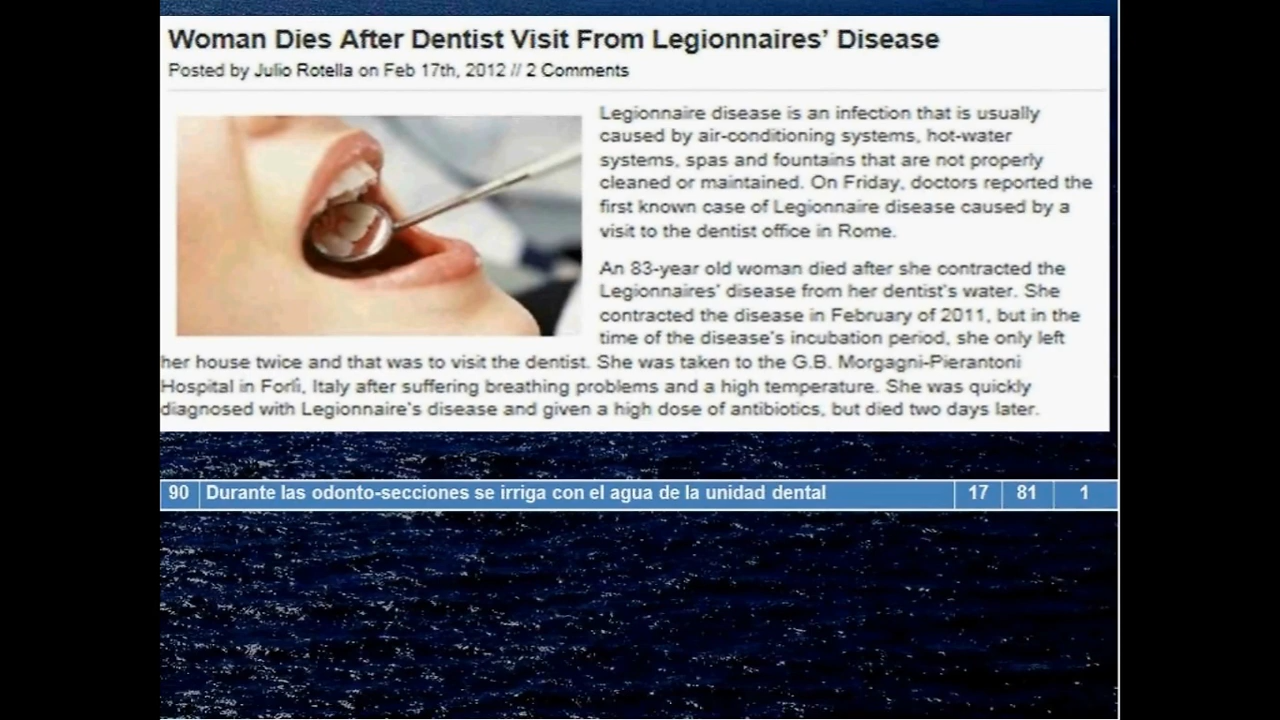 Woman Dies After Dentist Visit From Legionnaires’ Disease
Posted by Julio Rotella on Feb 17th, 2012 // 2 Comments
Legionnaire disease is an infection that is usually
caused by air-conditioning systems, hot-water
systems, spas and fountains that are not properly
cleaned or maintained. On Friday, doctors reported the
first known case of Legionnaire disease caused by a
visit to the dentist office in Rome.
An 83-year old woman died after she contracted the
Legionnaires' disease from her dentist's water. She
contracted the disease in February of 2011, but in the
time of the disease's incubation period, she only left
her house twice and that was to visit the dentist. She was taken to the G.B. Morgagni-Pierantoni
Hospital in Forlì, Italy after suffering breathing problems and a high temperature. She was quickly
diagnosed with Legionnaire's disease and given a high dose of antibiotics, but died two days later.
90 Durante las odonto-secciones se irriga con el agua de la unidad dental 17 81 1